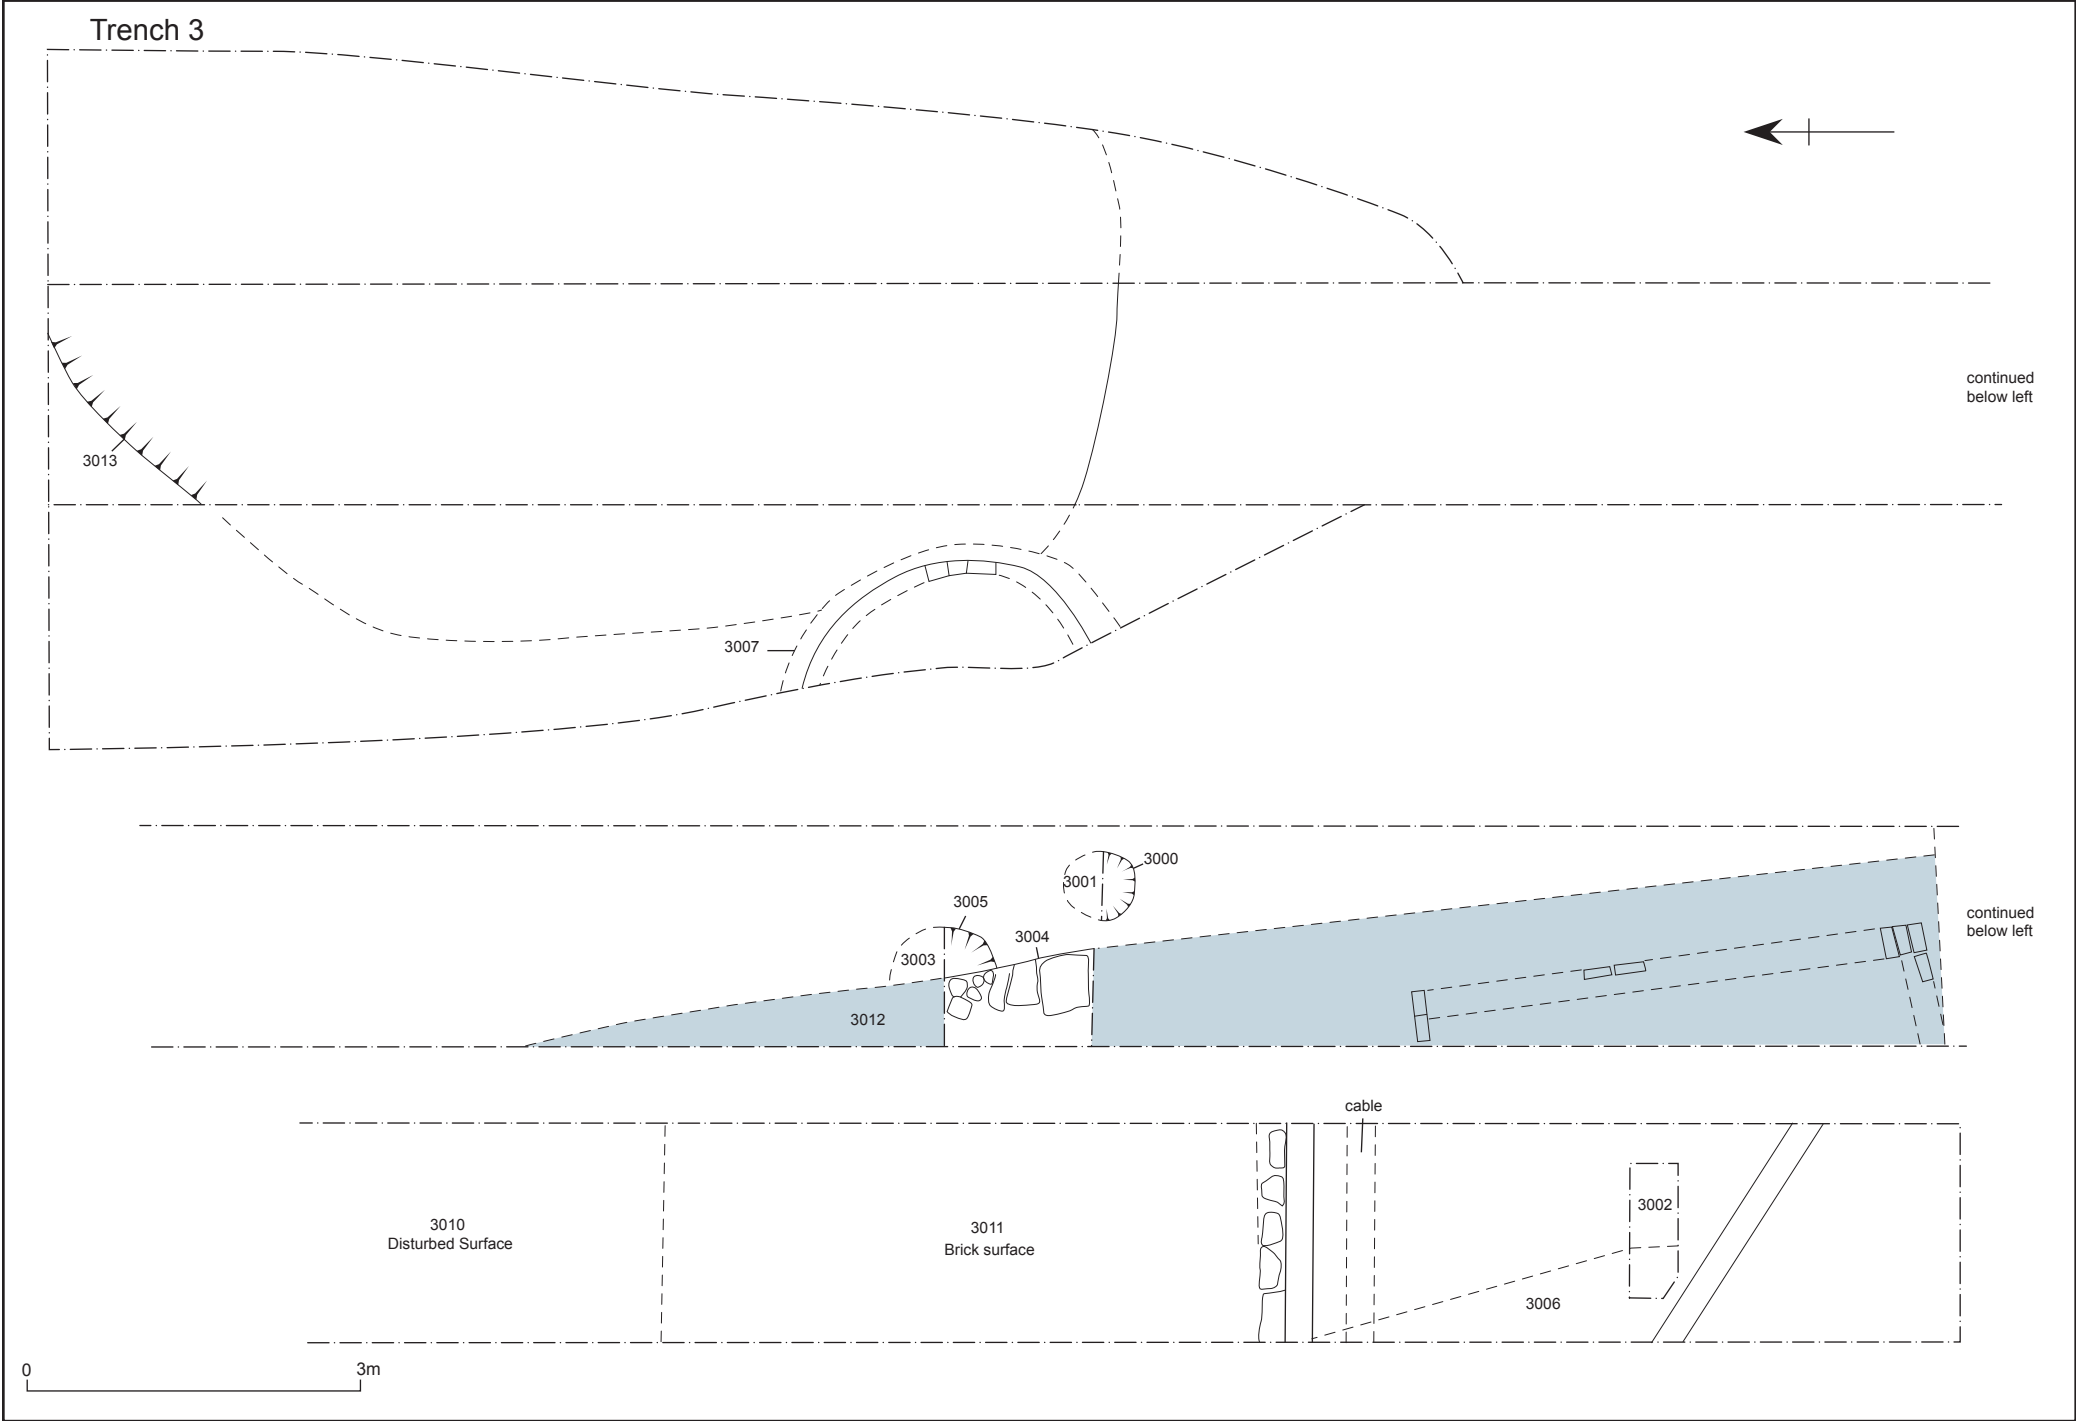 Trench 3
continued
below left
3013
3007
3000
3001
3005
3004
3003
continued
below left
3012
cable
3002
3010
Disturbed Surface
3011
Brick surface
3006
0
3m